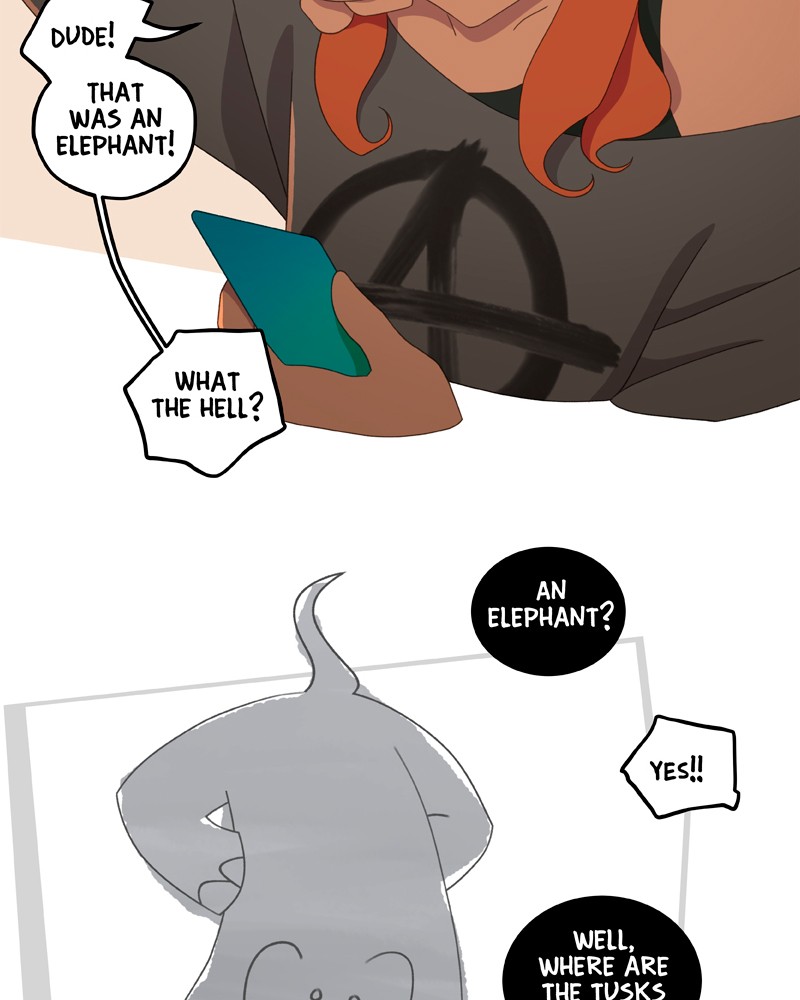 DUDE!
THAT
WAS AN
ELEPHANT!
WHAT
THE HELL?
AN
ELEPHANT?
YES!!
WELL,
WHERE ARE
THE TUSKS